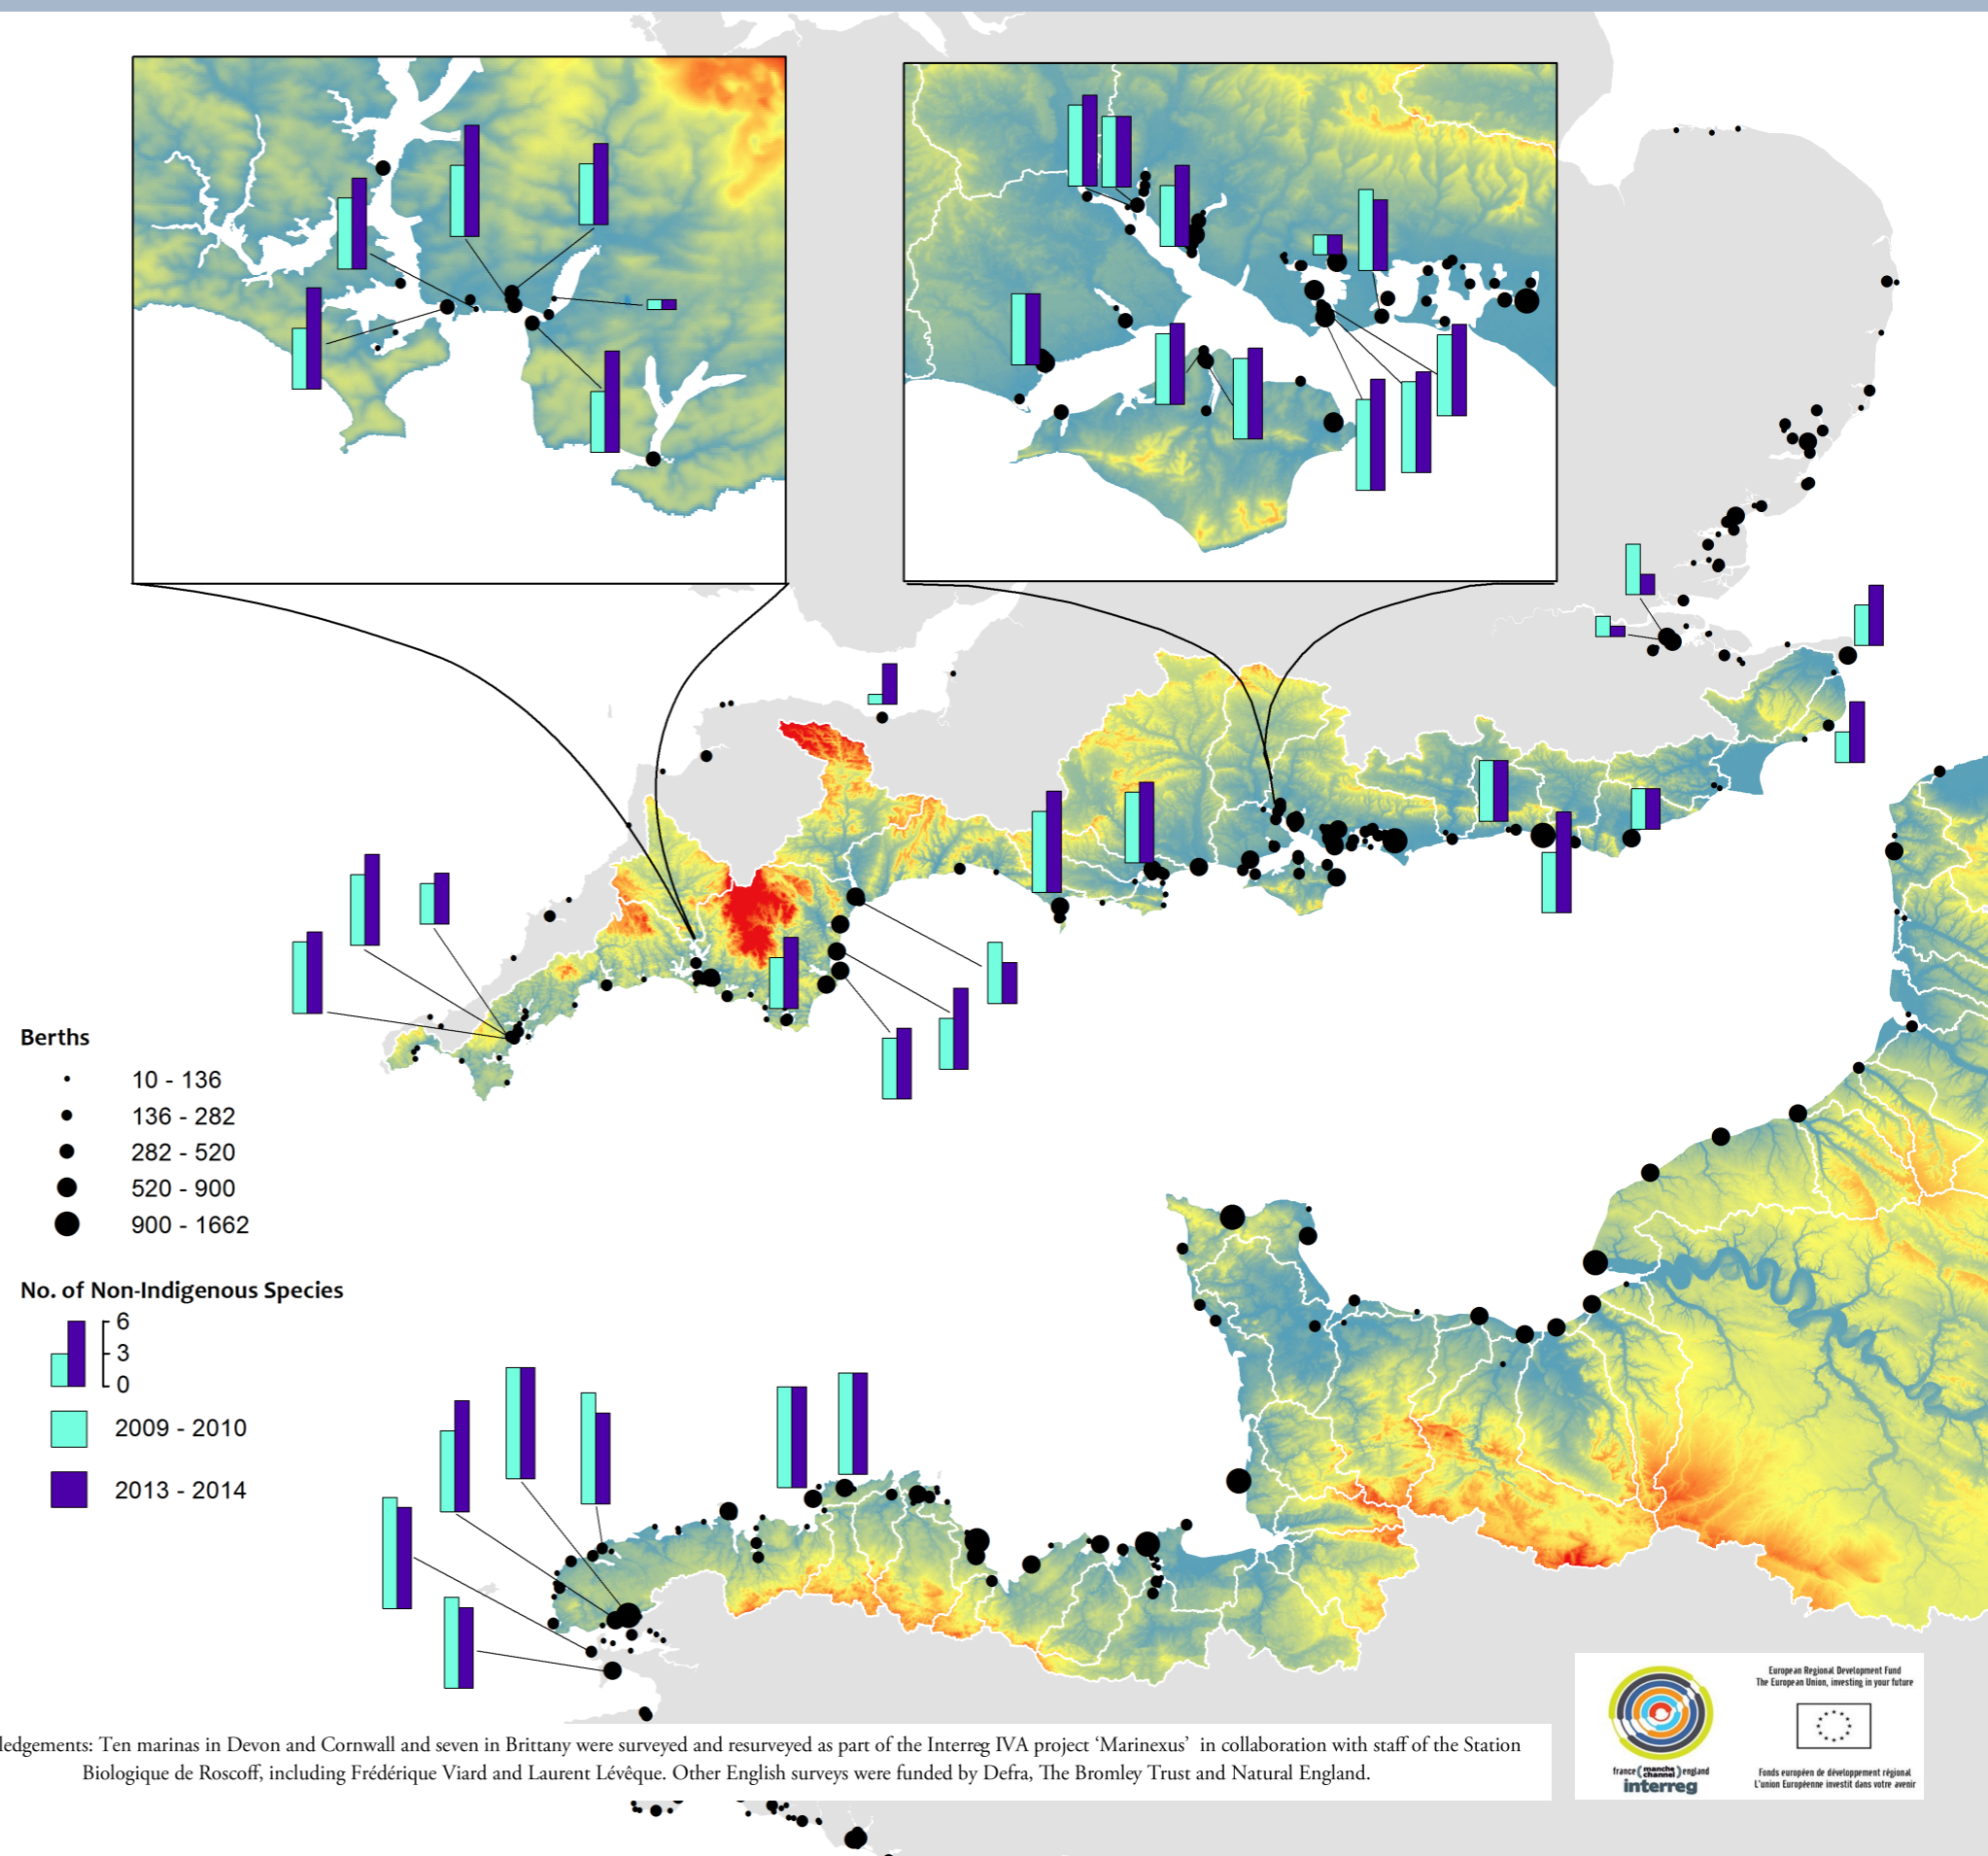 Berths
10 - 136
136 - 282
282 - 520
520 - 900
900 - 1662
No. of Non-Indigenous Species
6
3
0
2009 - 2010
2013 - 2014
ledgements: Ten marinas in Devon and Cornwall and seven in Brittany were surveyed and resurveyed as part of the Interreg IVA project ‘Marinexus’ in collaboration with staff of the Station
Biologique de Roscoff, including Frédérique Viard and Laurent Lévêque. Other English surveys were funded by Defra, The Bromley Trust and Natural England.
france ( manche channel ) england
interreg
European Regional Development Fund
The European Union, investing in your future
Fonds européen de développement régional
L'union Européenne investit dans votre avenir